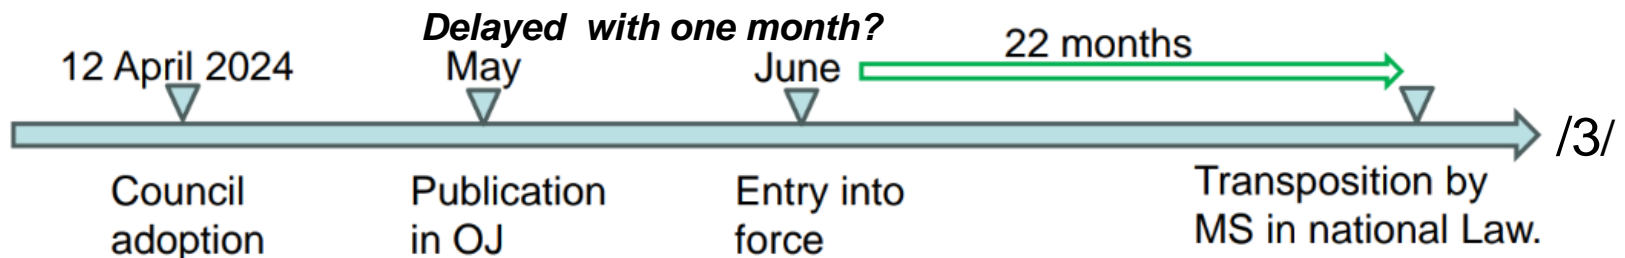 Delayed with one month?
12 April 2024
May
June
22 months
/3/
Council
adoption
Publication
in OJ
Entry into
force
Transposition by
MS in national Law.